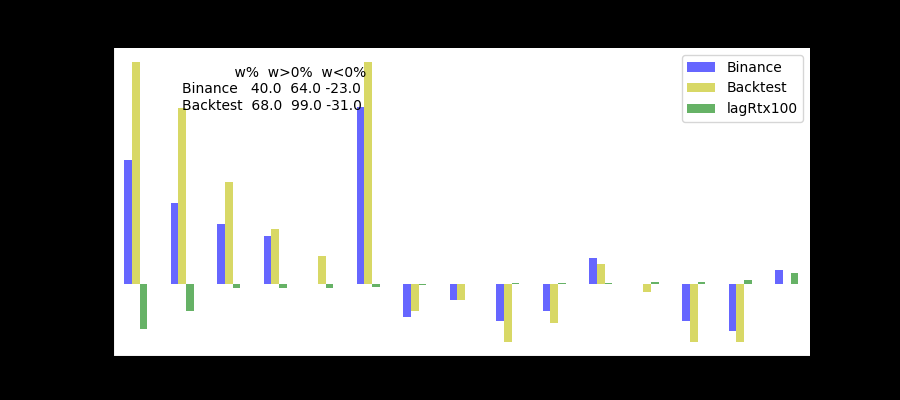 w% w>0% w<0%
Binance 40.0 64.0 -23.0
Backtest 68.0 99.0 -31.0
Binance
Backtest
lagRtx100